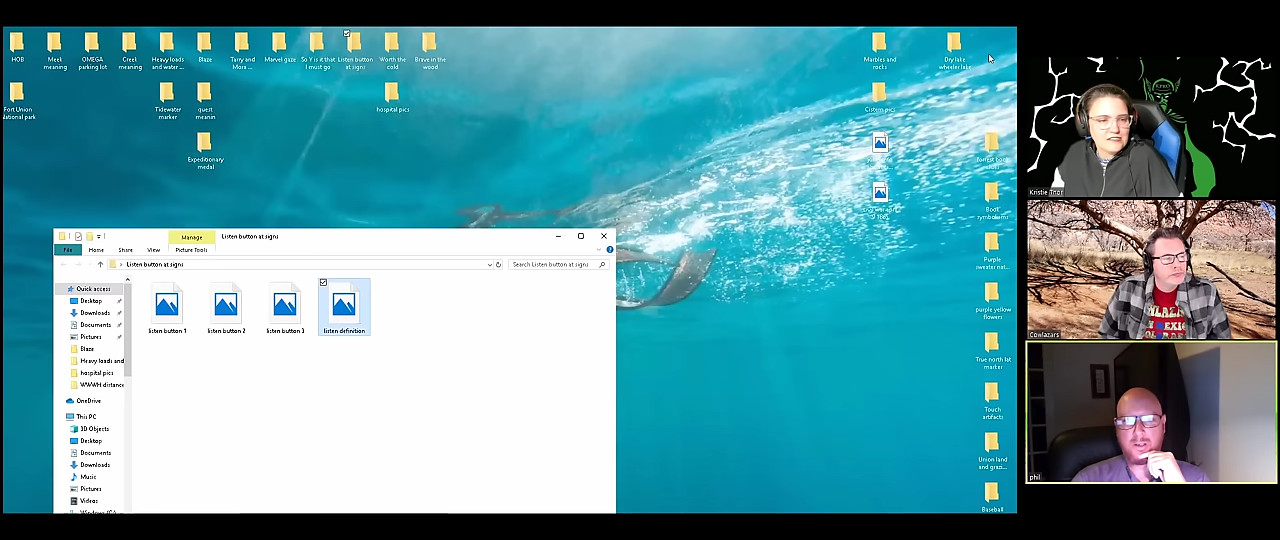 HOB
Meek meaning
OMEGA parking lot
Creek meaning
Heavy loads and water ...
Blaze
Tarry and Mora ...
Marvel gaze
So Y is it that I must go
Listen button at signs
Worth the cold
Brave in the wood
Marbles and rocks
Dry lake wheeler lake
Fort Union National park
Tidewater marker
quest meanin
hospital pics
Cistern pics
Expeditionary medal
Book symbolism
Purple sweater nat...
purple yellow flowers
True north lat marker
Touch artifacts
Union land and grazi...
Baseball
Manage
Listen button at signs
File
Home
Share
View
Picture Tools
Listen button at signs
Search Listen button at signs
Quick access
Desktop
Downloads
Documents
Pictures
Blaze
Heavy loads and
hospital pics
WWWH distance
OneDrive
This PC
3D Objects
Desktop
Documents
Downloads
Music
Pictures
Videos
listen button 1
listen button 2
listen button 3
listen definition
Kristie Thor
Cowlazars
phil